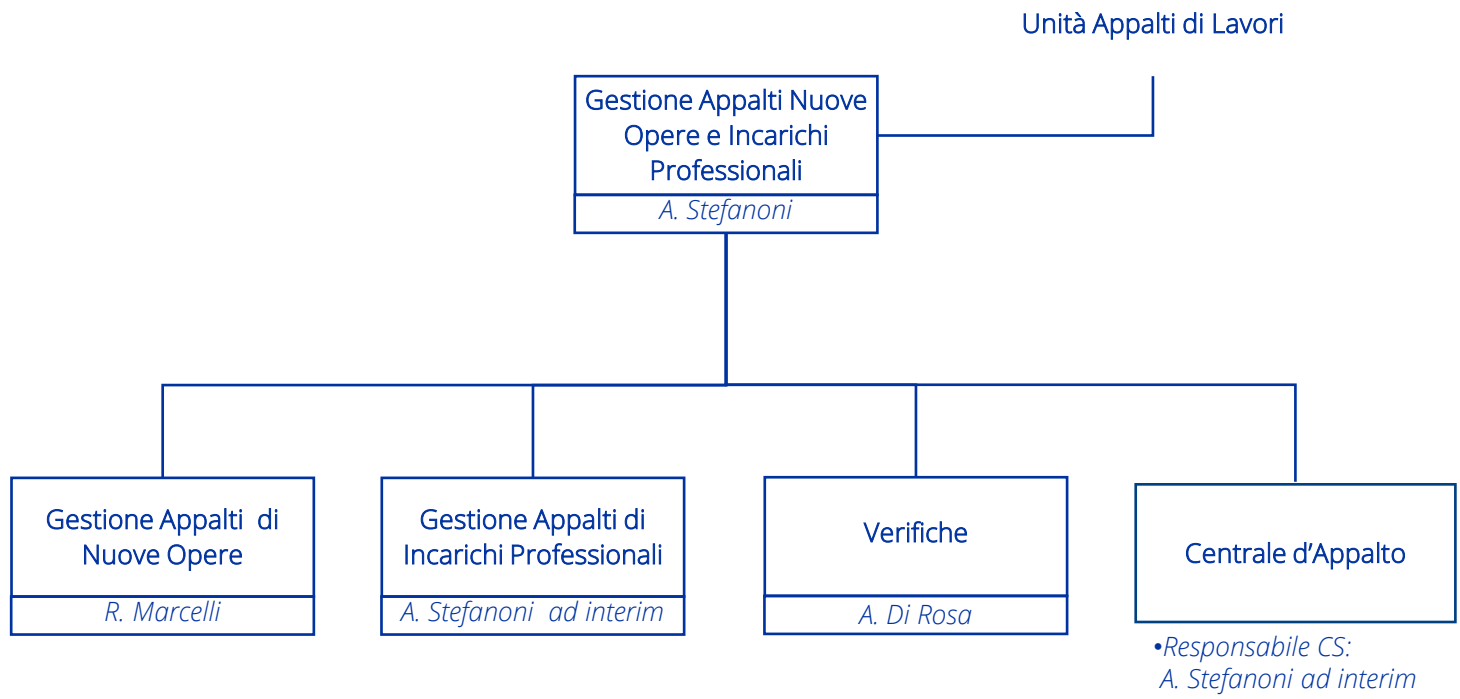 Unità Appalti di Lavori
Gestione Appalti Nuove
Opere e Incarichi
Professionali
A. Stefanoni
Gestione Appalti  di
Nuove Opere
R. Marcelli
Gestione Appalti di
Incarichi Professionali
A. Stefanoni  ad interim
Verifiche
A. Di Rosa
Centrale d’Appalto
•Responsabile CS:
A. Stefanoni ad interim